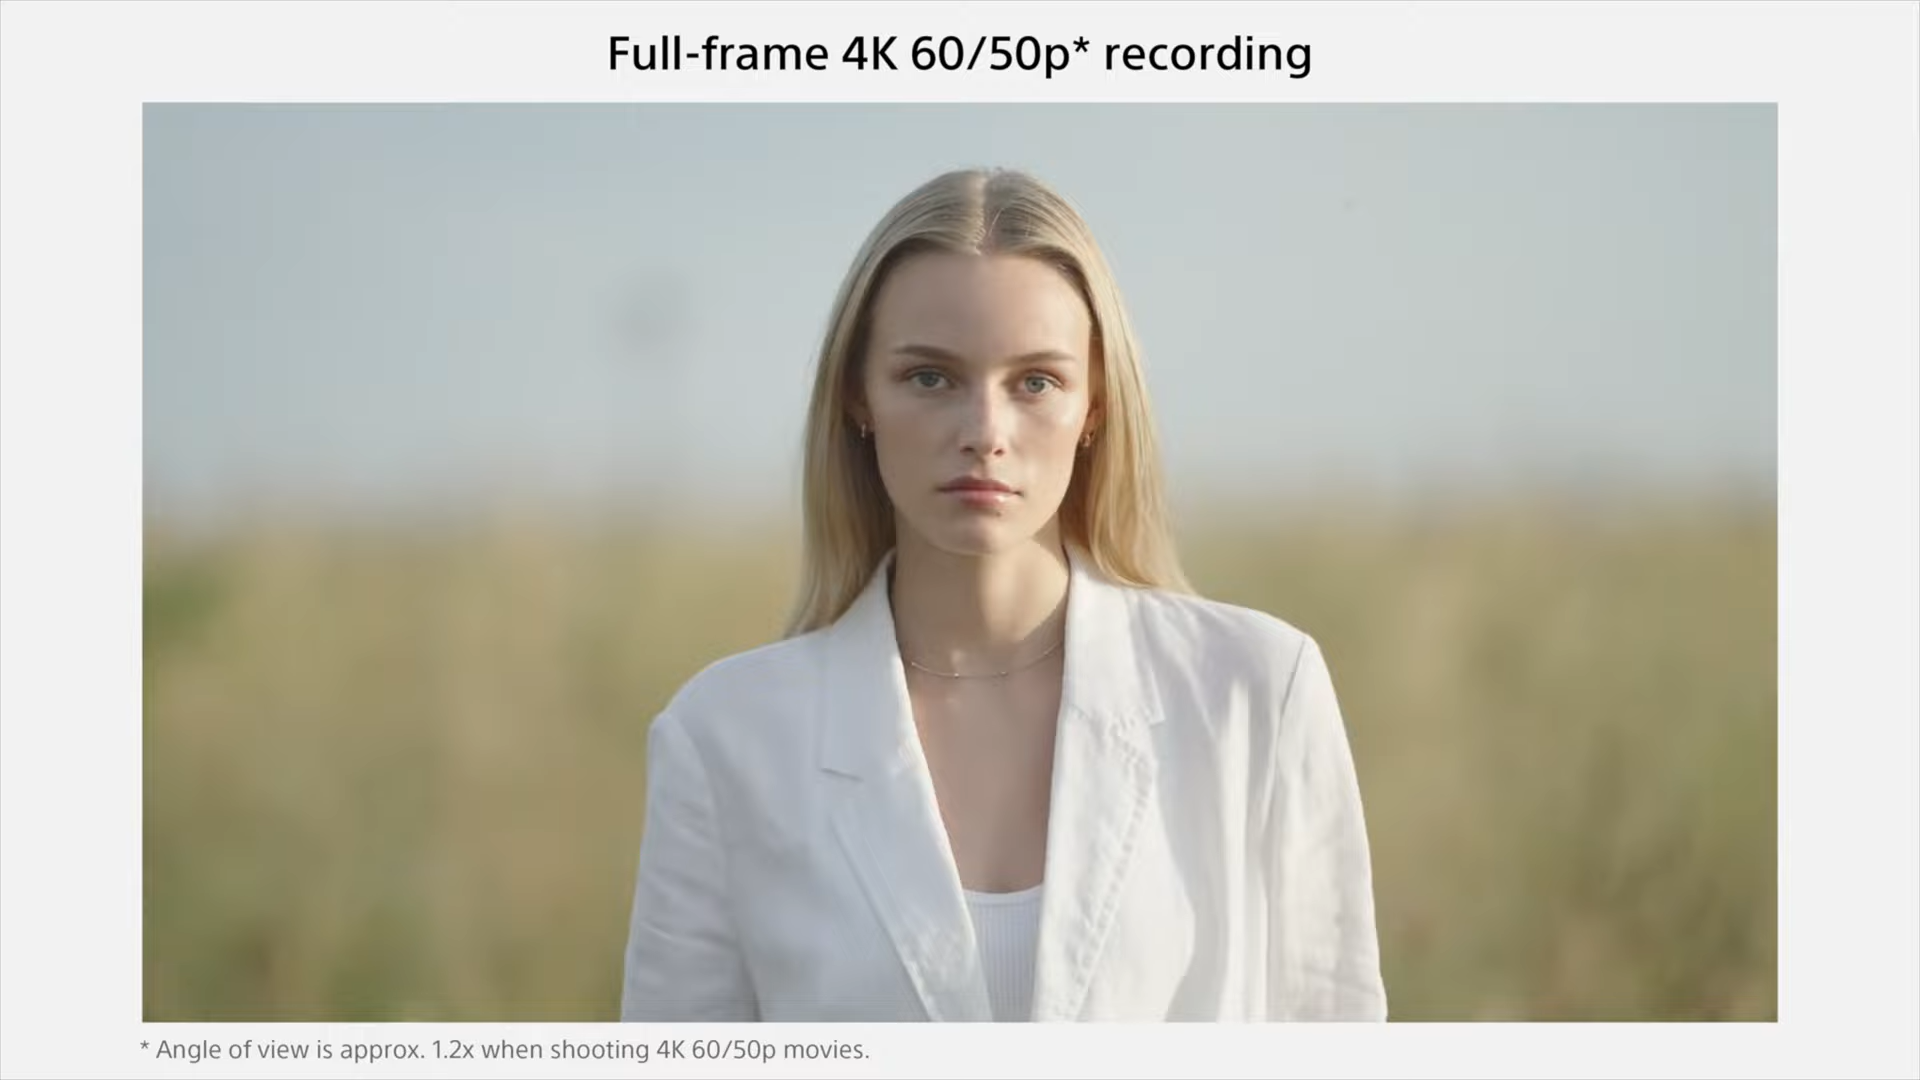 Full-frame 4K 60/50p* recording
* Angle of view is approx. 1.2x when shooting 4K 60/50p movies.